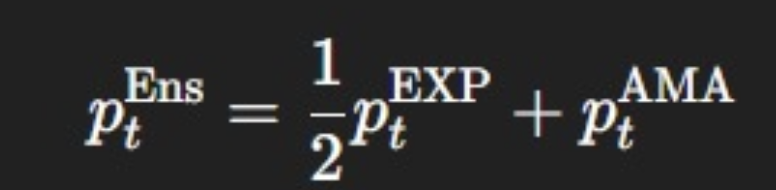 p_t^{Ens} = \frac{1}{2} p_t^{EXP} + p_t^{AMA}